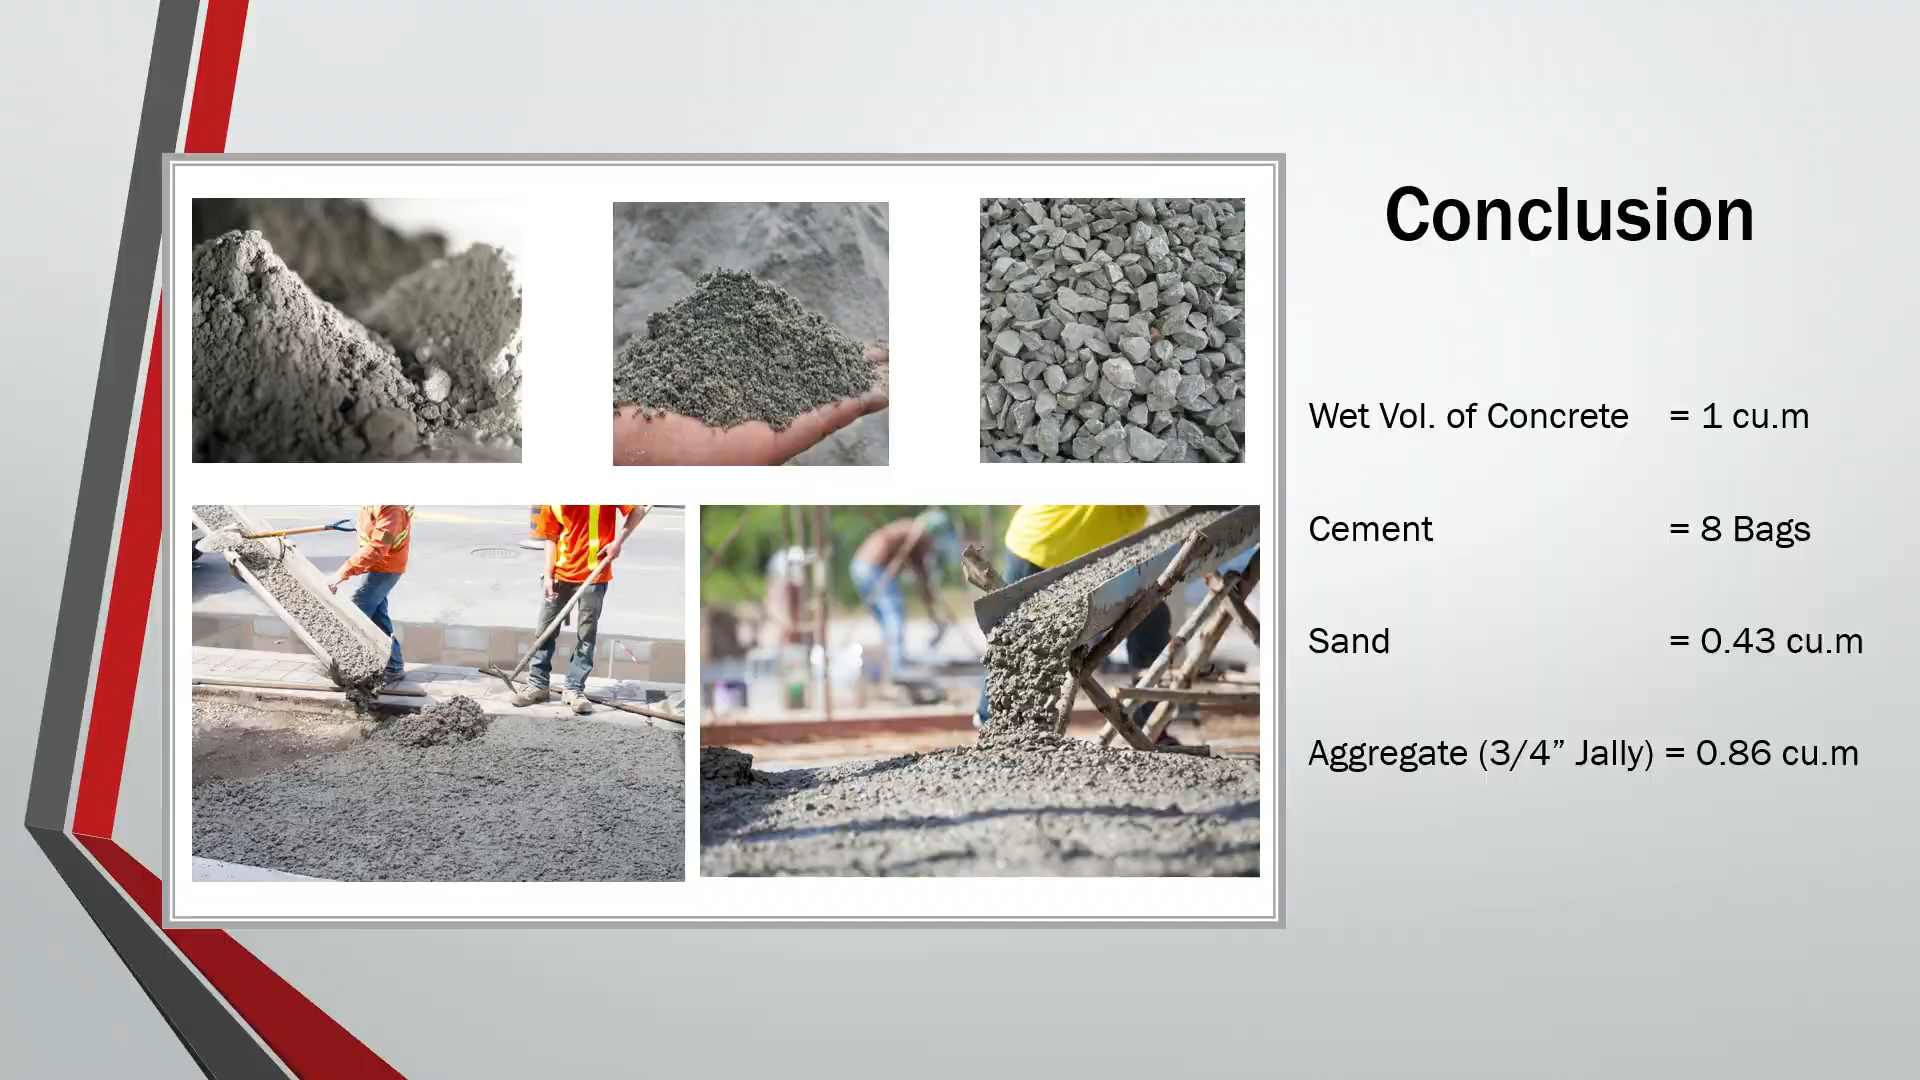 Conclusion
Wet Vol. of Concrete = 1 cu.m
Cement = 8 Bags
Sand = 0.43 cu.m
Aggregate (3/4” Jally) = 0.86 cu.m